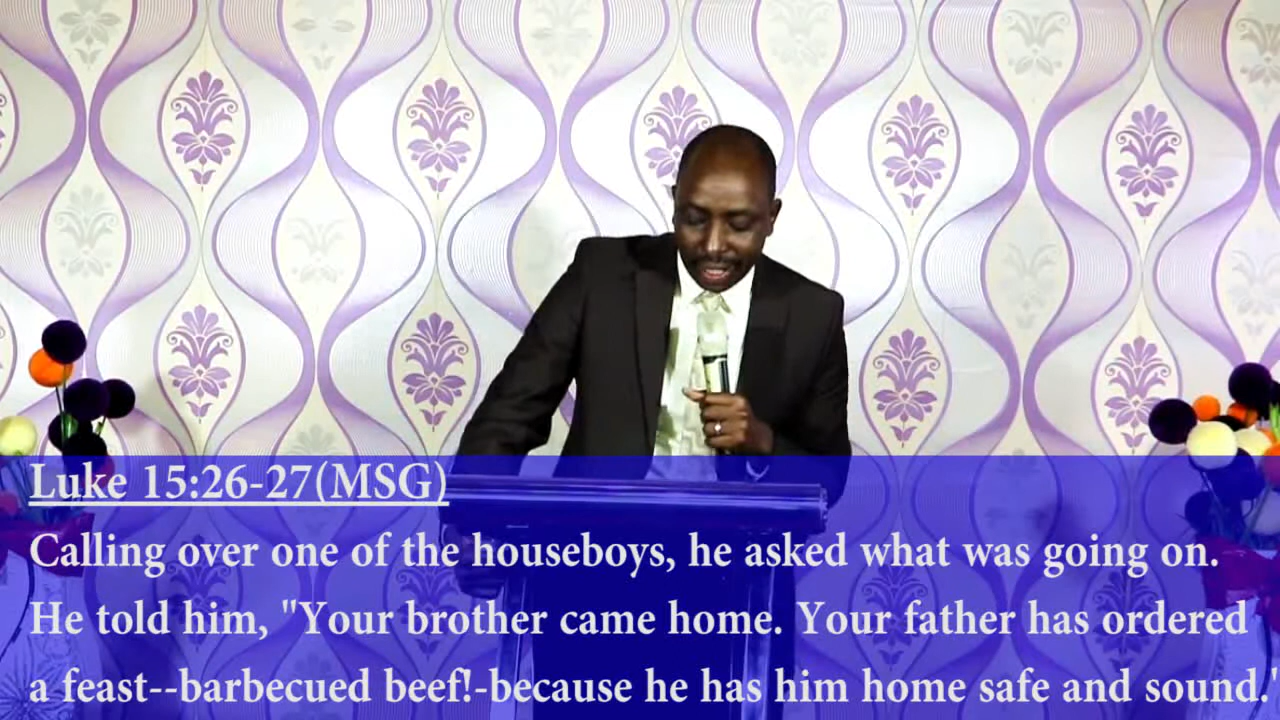 Luke 15:26-27(MSG)
Calling over one of the houseboys, he asked what was going on.
He told him, "Your brother came home. Your father has ordered
a feast--barbecued beef!-because he has him home safe and sound.'